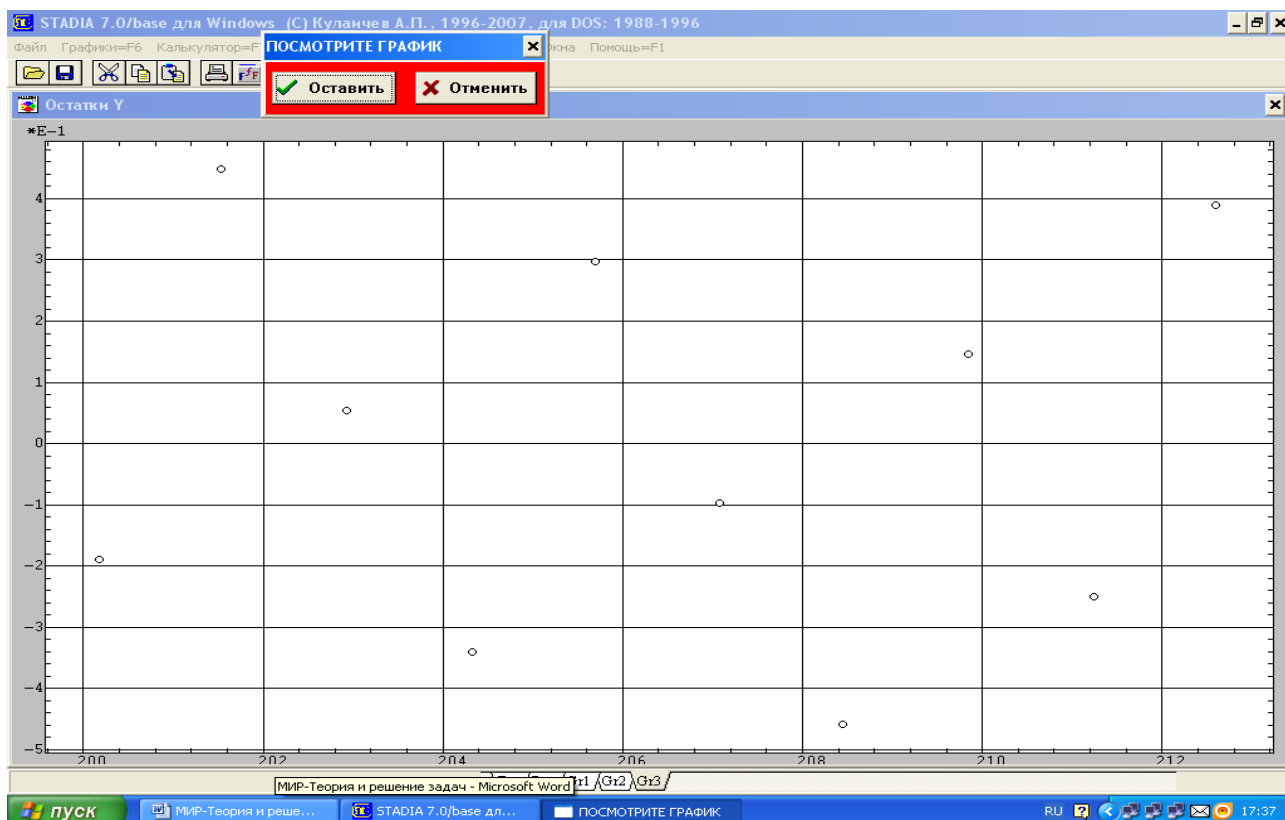 STADIA 7.0/base для Windows (C) Кулаичев А.П., 1996-2007, для DOS: 1988-1996
Файл Графики=F6 Калькулятор=F
ПОСМОТРИТЕ ГРАФИК
кна Помощь=F1
Оставить
Отменить
Остатки Y
*E-1
4
3
2
1
0
-1
-2
-3
-4
-5
200 202 204 206 208 210 212
Gr1 Gr2 Gr3
МИР-Теория и решение задач - Microsoft Word
пуск
МИР-Теория и реше...
STADIA 7.0/base дл...
ПОСМОТРИТЕ ГРАФИК
RU
17:37